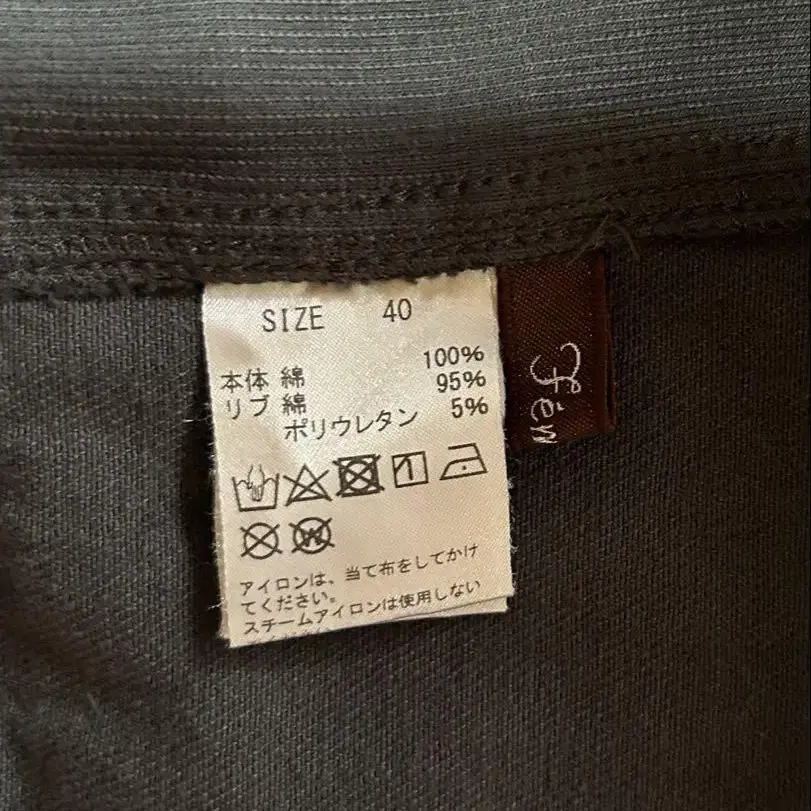 SIZE 40
100%
本体 綿 95%
リブ 綿 5%
ポリウレタン
W
アイロンは、当て布をしてかけ
てください。
スチームアイロンは使用しない
Fén